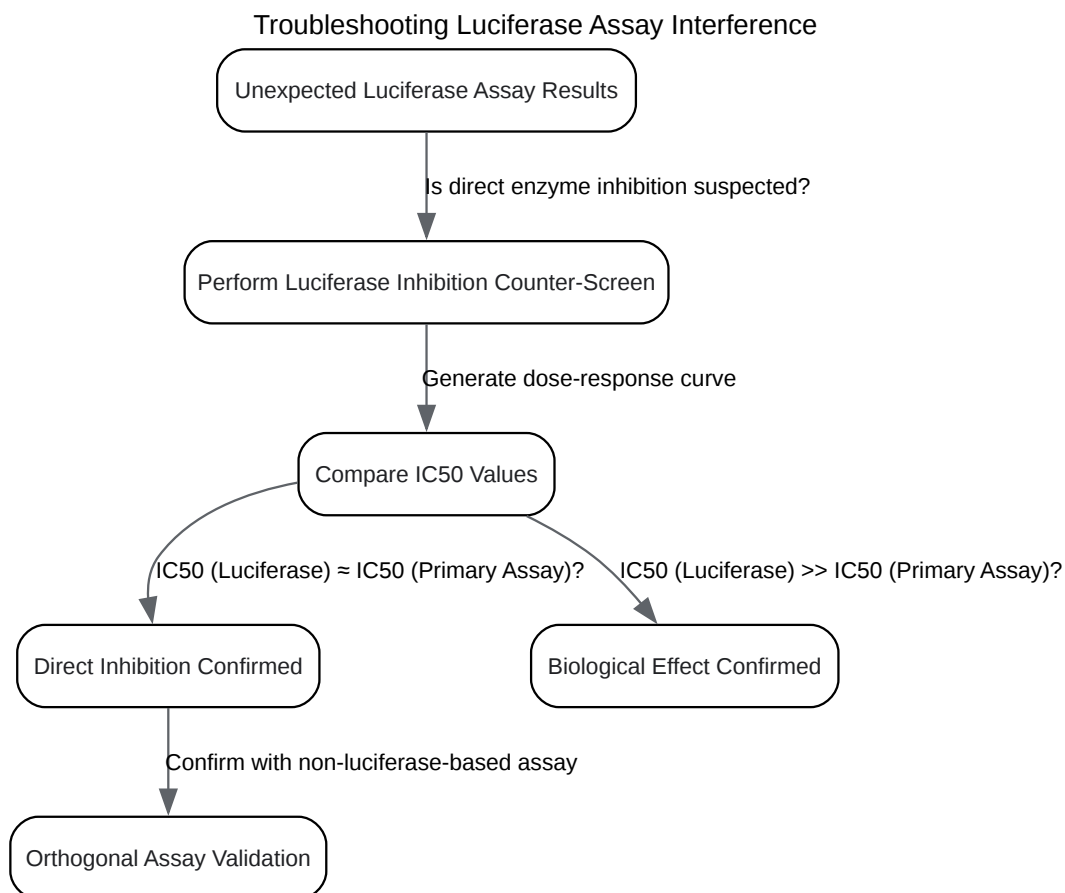 Troubleshooting Luciferase Assay Interference
Unexpected Luciferase Assay Results
Is direct enzyme inhibition suspected?
Perform Luciferase Inhibition Counter-Screen
Generate dose-response curve
Compare IC50 Values
IC50 (Luciferase) ≈ IC50 (Primary Assay)?
IC50 (Luciferase) >> IC50 (Primary Assay)?
Direct Inhibition Confirmed
Biological Effect Confirmed
Confirm with non-luciferase-based assay
Orthogonal Assay Validation